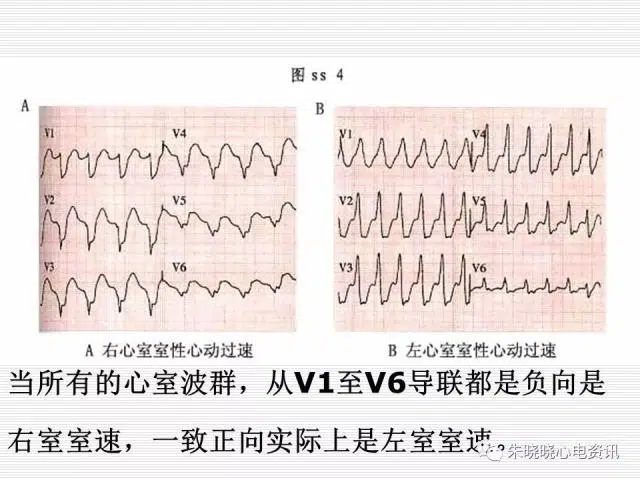 图ss 4
A
B
V1
V4
V2
V5
V3
V6
V1
V4
V2
V5
V3
V6
A 右心室室性心动过速
B 左心室室性心动过速
当所有的心室波群，从V1至V6导联都是负向是
右室室速，一致正向实际上是左室室速。
朱晓晓心电资讯